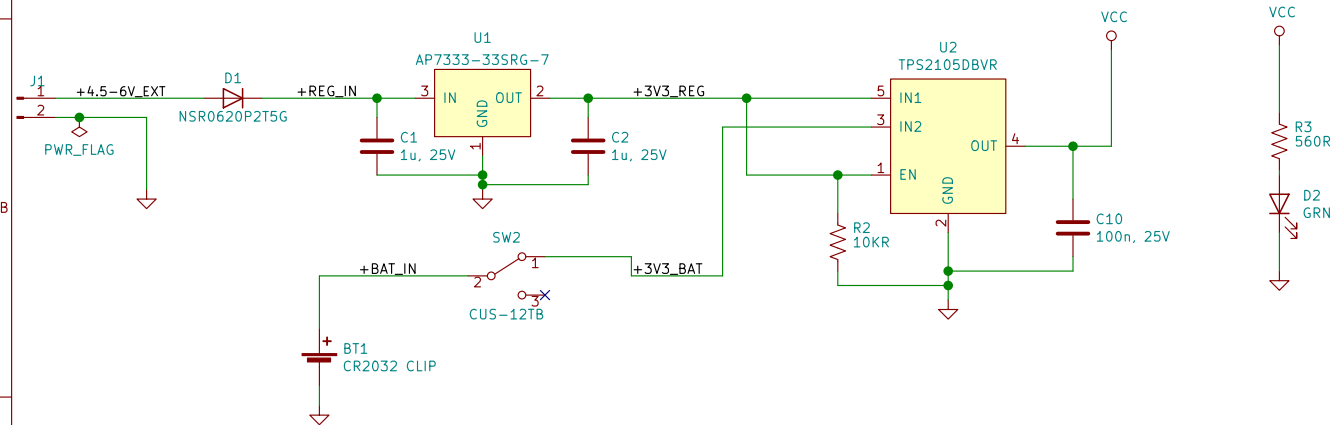 VCC
VCC
U1
AP7333-33SRG-7
U2
TPS2105DBVR
J1
1
2
+4.5-6V_EXT
D1
NSR0620P2T5G
+REG_IN
3
IN
OUT
2
GND
1
+3V3_REG
5
IN1
3
IN2
OUT
4
1
EN
GND
2
PWR_FLAG
C1
1u, 25V
C2
1u, 25V
R3
560R
D2
GRN
B
R2
10KR
C10
100n, 25V
SW2
1
2
3
CUS-12TB
+BAT_IN
+3V3_BAT
+
BT1
CR2032 CLIP